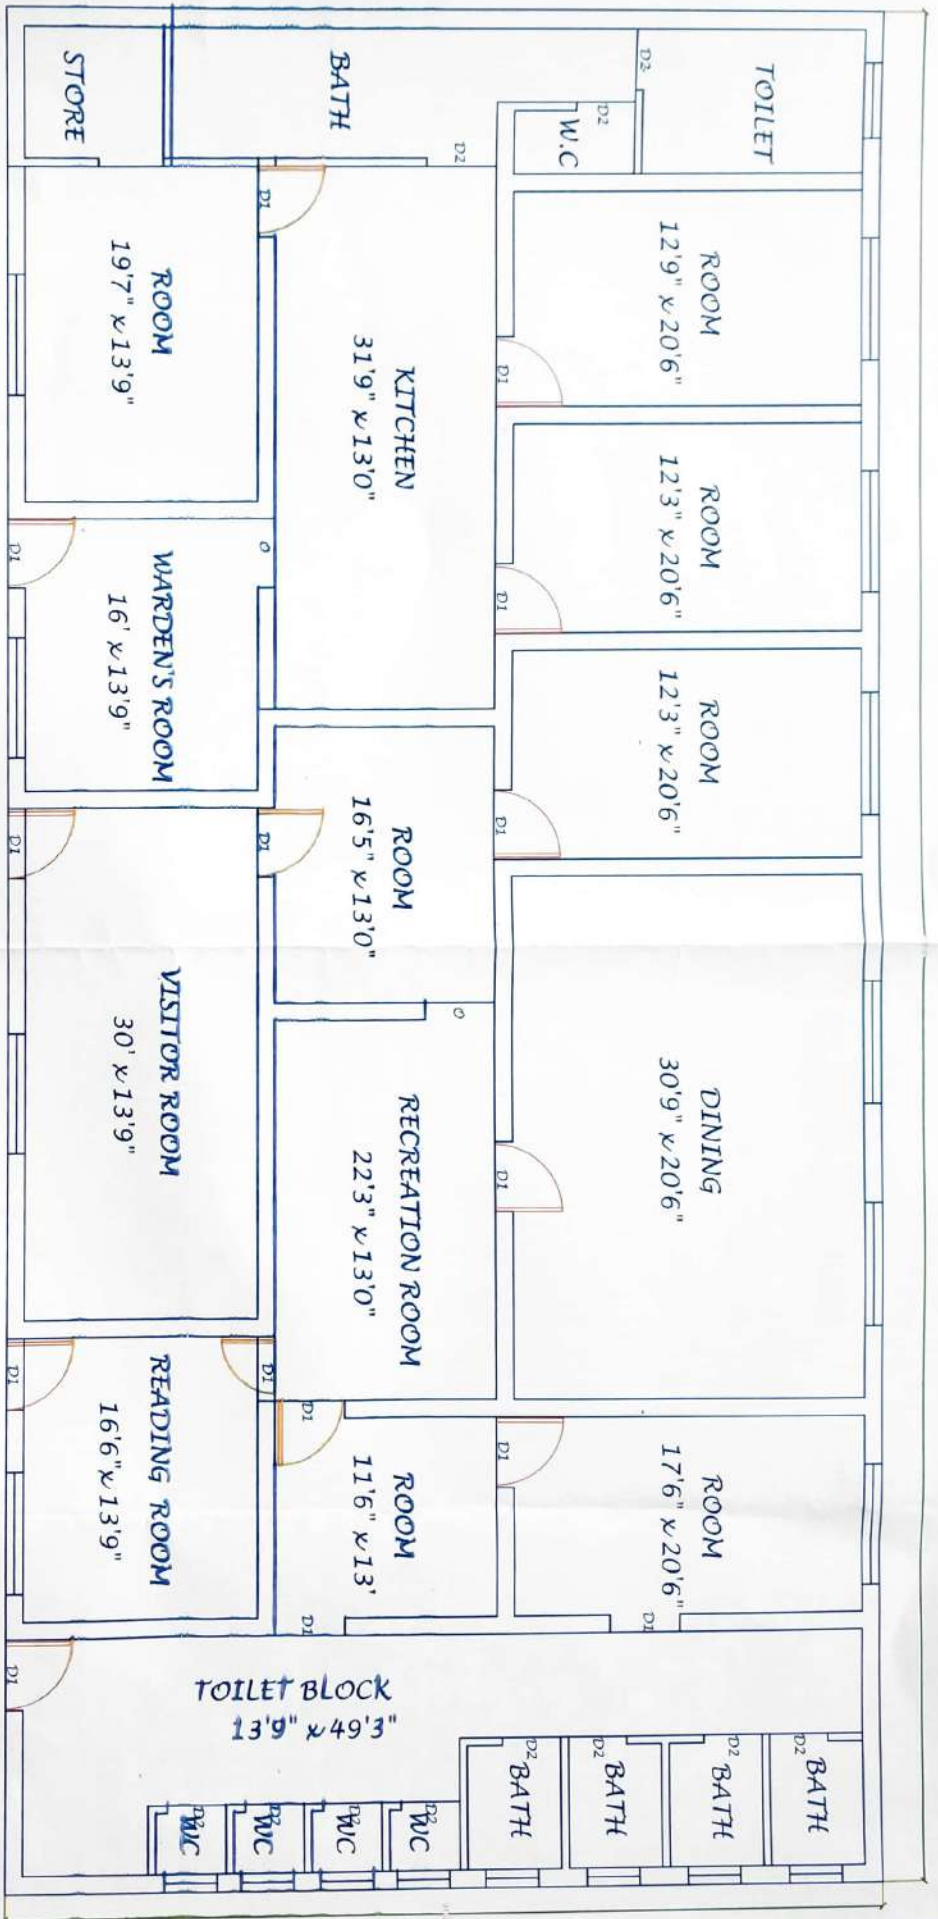 TOILET
D2
D2
W.C
ROOM
12'9" x 20'6"
D1
ROOM
12'3" x 20'6"
D1
ROOM
12'3" x 20'6"
D1
DINING
30'9" x 20'6"
D1
ROOM
17'6" x 20'6"
D1
D1
BATH
D2
KITCHEN
31'9" x 13'0"
D1
ROOM
16'5" x 13'0"
D1
O
RECREATION ROOM
22'3" x 13'0"
D1
ROOM
11'6" x 13'
D1
STORE
ROOM
19'7" x 13'9"
O
WARDEN'S ROOM
16' x 13'9"
D1
VISITOR ROOM
30' x 13'9"
D1
D1
READING ROOM
16'6" x 13'9"
D1
TOILET BLOCK
13'9" x 49'3"
D1
D2
BATH
D2
BATH
D2
BATH
D2
BATH
D2
WC
D2
WC
D2
WC
D2
WC